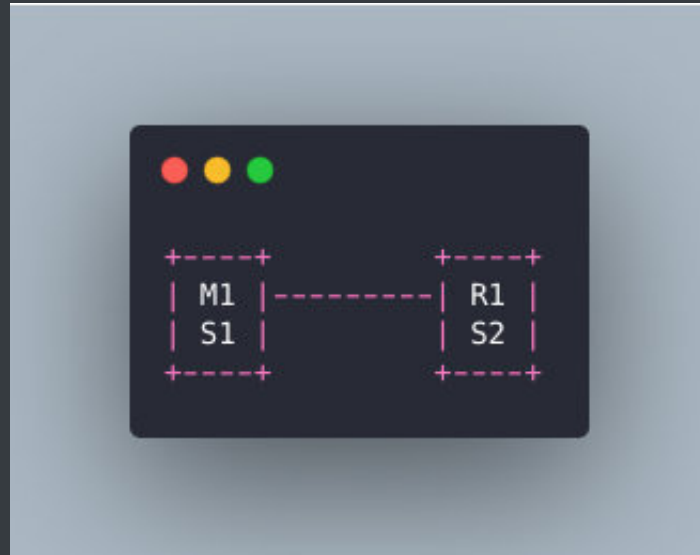 +----+         +----+
| M1 |---------| R1 |
| S1 |         | S2 |
+----+         +----+